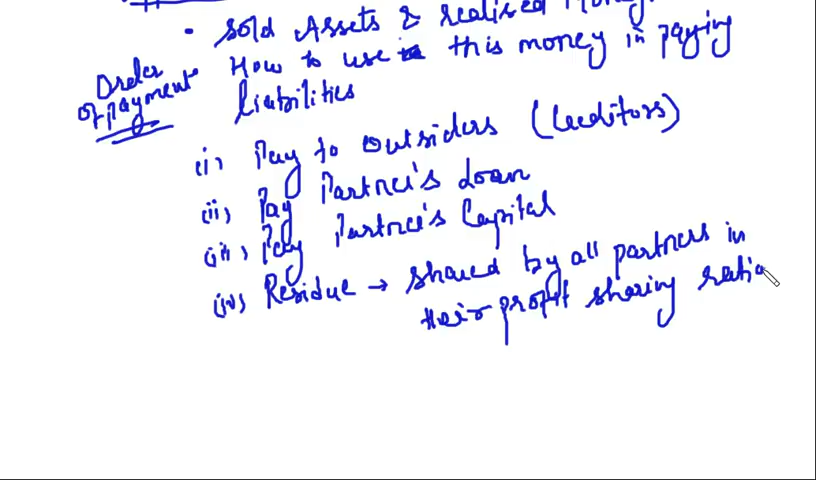 • Sold Assets & realised Money
Order of payment
• How to use this money in paying
liabilities
(i) Pay to Outsiders (Creditors)
(ii) Pay Partner's Loan
(iii) Pay Partner's Capital
(iv) Residue → shared by all partners in
their profit sharing ratio